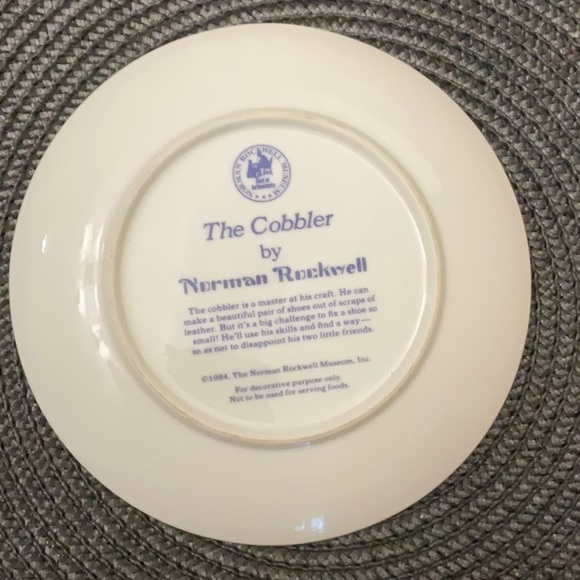 NORMAN ROCKWELL MUSEUM
The Cobbler
by
Norman Rockwell
The cobbler is a master at his craft. He can
make a beautiful pair of shoes out of scraps of
leather. But it's a big challenge to fix a shoe so
small! He'll use his skills and find a way—
so as not to disappoint his two little friends.
©1984, The Norman Rockwell Museum, Inc.
For decorative purpose only.
Not to be used for serving foods.